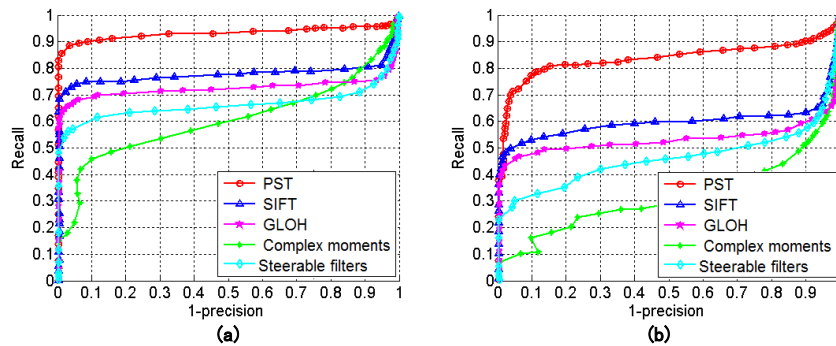 1
0.9
0.8
0.7
0.6
0.5
0.4
0.3
0.2
0.1
0
Recall
0 0.1 0.2 0.3 0.4 0.5 0.6 0.7 0.8 0.9 1
1-precision
PST
SIFT
GLOH
Complex moments
Steerable filters
(a)
1
0.9
0.8
0.7
0.6
0.5
0.4
0.3
0.2
0.1
0
Recall
0 0.1 0.2 0.3 0.4 0.5 0.6 0.7 0.8 0.9
1-precision
PST
SIFT
GLOH
Complex moments
Steerable filters
(b)